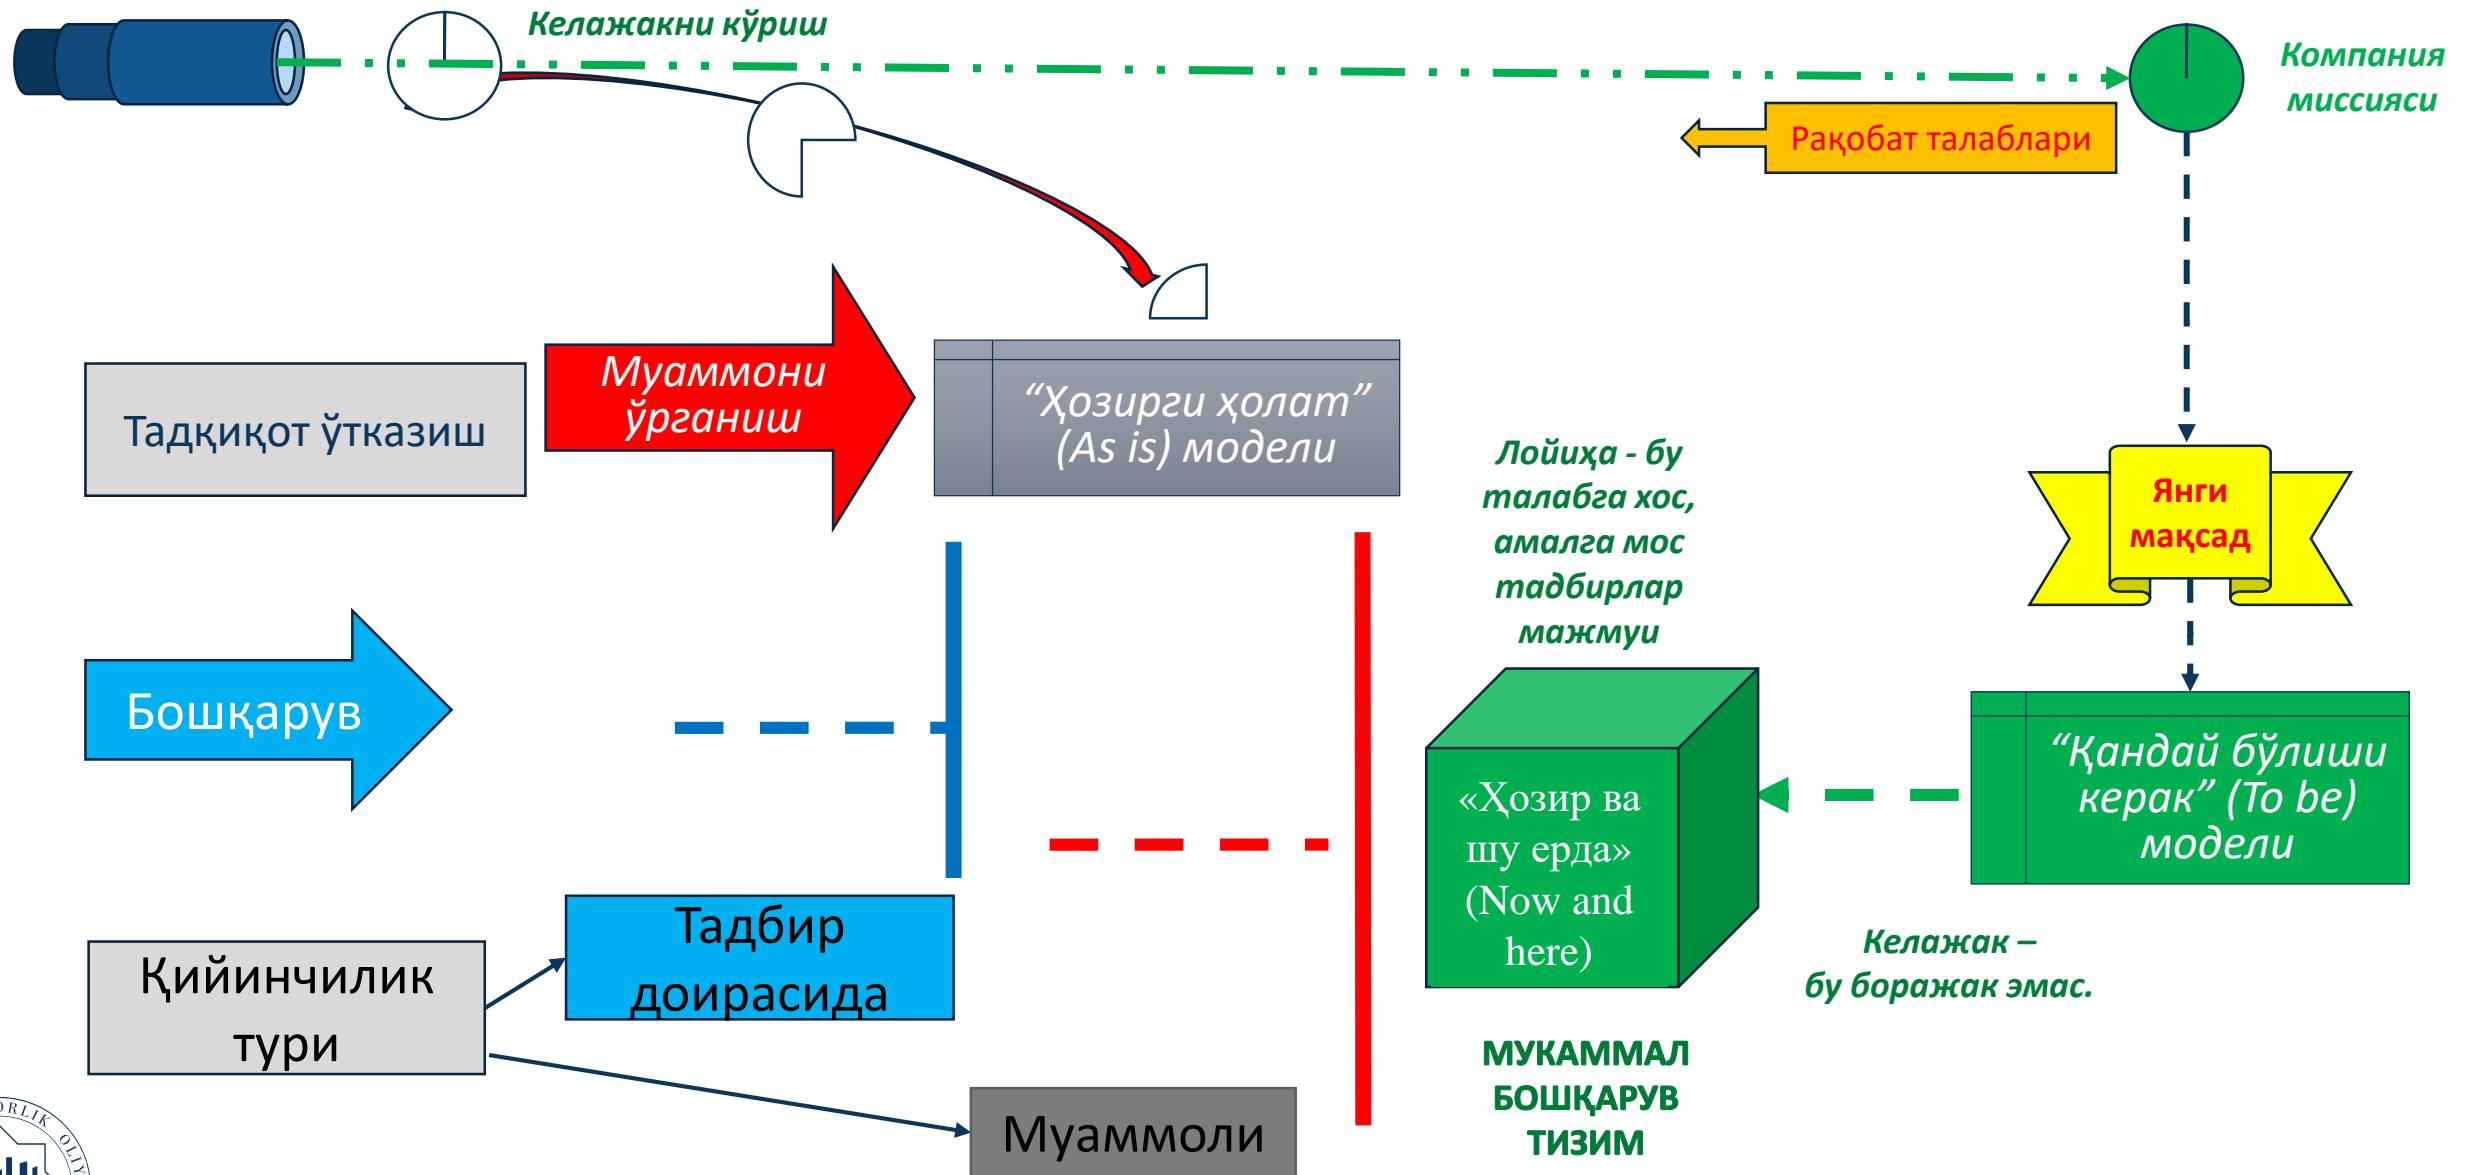 Келажакни кўриш
Компания
миссияси
Рақобат талаблари
Тадқиқот ўтказиш
Муаммони
ўрганиш
“Ҳозирги ҳолат”
(As is) модели
Лойиҳа - бу
талабга хос,
амалга мос
тадбирлар
мажмуи
Янги
мақсад
Бошқарув
«Ҳозир ва
шу ерда»
(Now and
here)
“Қандай бўлиши
керак” (To be)
модели
Келажак –
бу боражак эмас.
Қийинчилик
тури
Тадбир
доирасида
Муаммоли
МУКАММАЛ
БОШҚАРУВ
ТИЗИМ